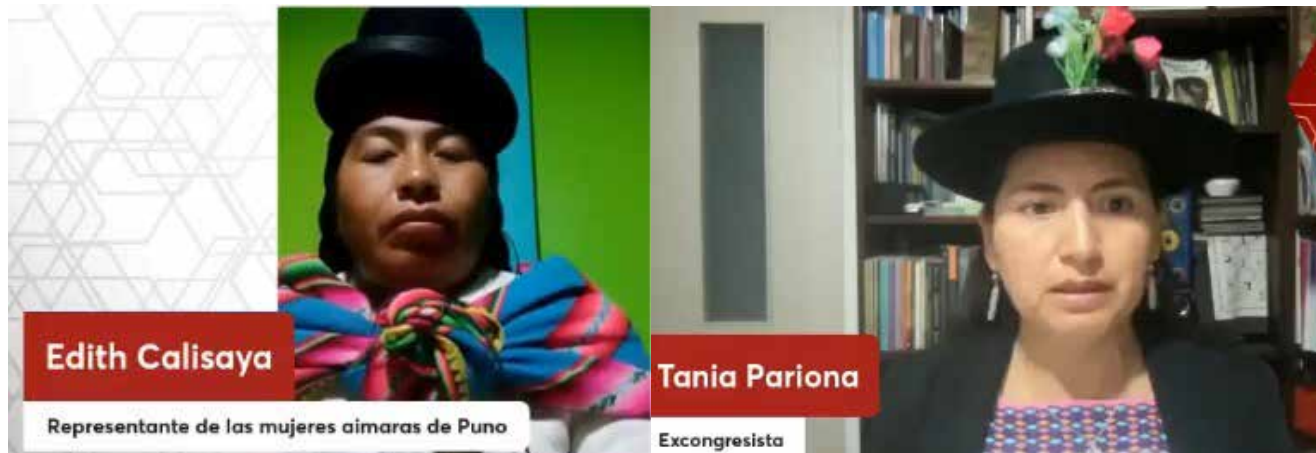 Edith Calisaya
Representante de las mujeres aimaras de Puno
Tania Pariona
Excongresista